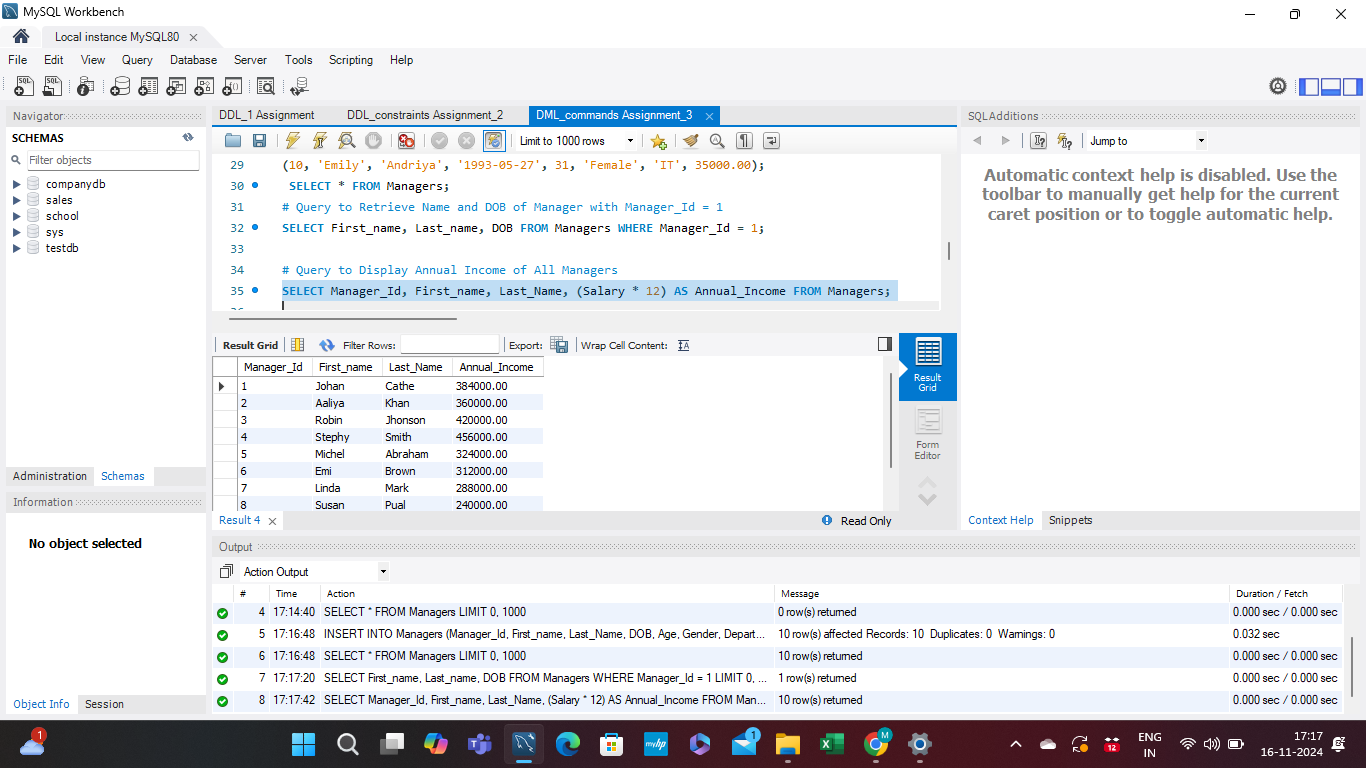 MySQL Workbench
Local instance MySQL80
File Edit View Query Database Server Tools Scripting Help
Navigator
SCHEMAS
Filter objects
companydb
sales
school
sys
testdb
Administration Schemas
Information
No object selected
Object Info Session
DDL_1 Assignment DDL_constraints Assignment_2 DML_commands Assignment_3
Limit to 1000 rows
29 (10, 'Emily', 'Andriya', '1993-05-27', 31, 'Female', 'IT', 35000.00);
30 SELECT * FROM Managers;
31 # Query to Retrieve Name and DOB of Manager with Manager_Id = 1
32 SELECT First_name, Last_name, DOB FROM Managers WHERE Manager_Id = 1;
33
34 # Query to Display Annual Income of All Managers
35 SELECT Manager_Id, First_name, Last_Name, (Salary * 12) AS Annual_Income FROM Managers;
Result Grid Filter Rows: Export: Wrap Cell Content:
Manager_Id First_name Last_Name Annual_Income
1 Johan Cathe 384000.00
2 Aaliya Khan 360000.00
3 Robin Jhonson 420000.00
4 Stephy Smith 456000.00
5 Michel Abraham 324000.00
6 Emi Brown 312000.00
7 Linda Mark 288000.00
8 Susan Pual 240000.00
Result Grid
Form Editor
Result 4 Read Only
SQLAdditions
Jump to
Automatic context help is disabled. Use the
toolbar to manually get help for the current
caret position or to toggle automatic help.
Context Help Snippets
Output
Action Output
# Time Action Message Duration / Fetch
4 17:14:40 SELECT * FROM Managers LIMIT 0, 1000 0 row(s) returned 0.000 sec / 0.000 sec
5 17:16:48 INSERT INTO Managers (Manager_Id, First_name, Last_Name, DOB, Age, Gender, Depart... 10 row(s) affected Records: 10 Duplicates: 0 Warnings: 0 0.032 sec
6 17:16:48 SELECT * FROM Managers LIMIT 0, 1000 10 row(s) returned 0.000 sec / 0.000 sec
7 17:17:20 SELECT First_name, Last_name, DOB FROM Managers WHERE Manager_Id = 1 LIMIT 0, ... 1 row(s) returned 0.000 sec / 0.000 sec
8 17:17:42 SELECT Manager_Id, First_name, Last_Name, (Salary * 12) AS Annual_Income FROM Man... 10 row(s) returned 0.000 sec / 0.000 sec
1
myhp
1
M
12
ENG
IN
17:17
16-11-2024